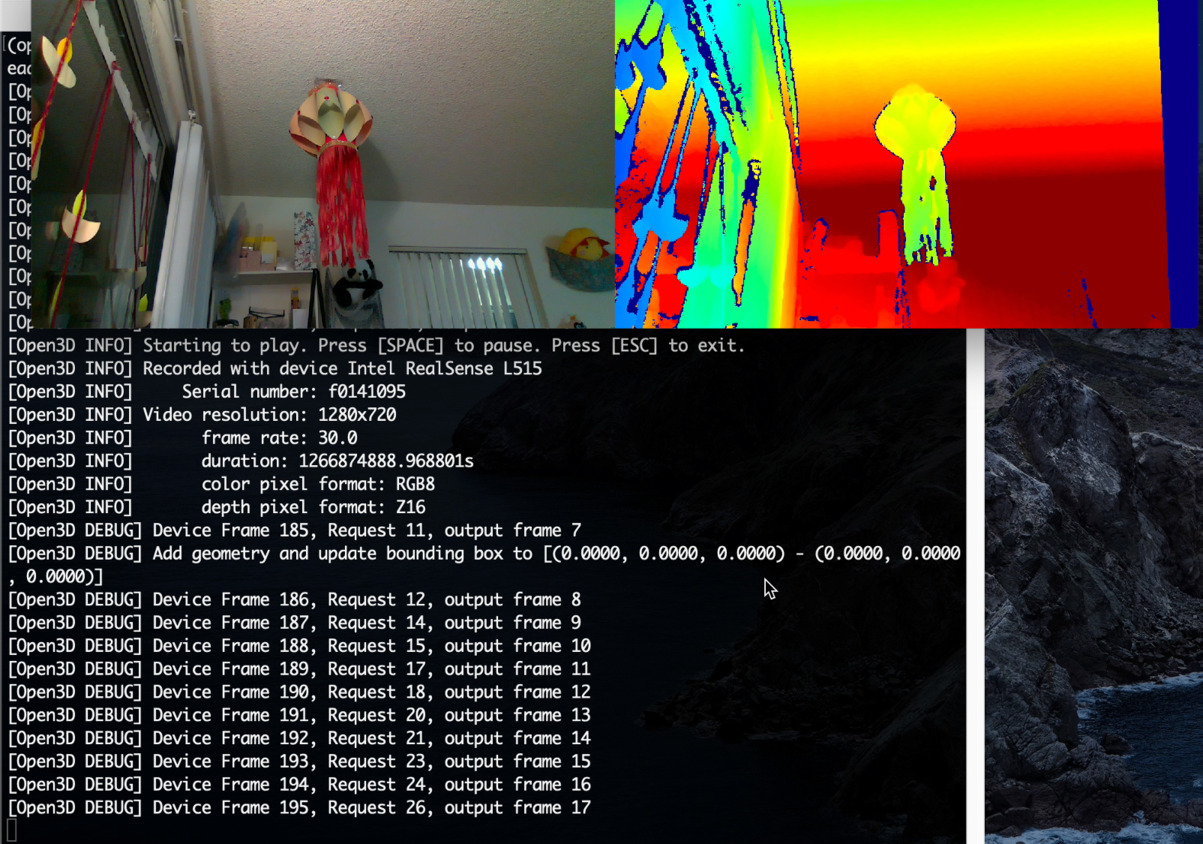 [Open3D INFO] Starting to play. Press [SPACE] to pause. Press [ESC] to exit.
[Open3D INFO] Recorded with device Intel RealSense L515
[Open3D INFO]     Serial number: f0141095
[Open3D INFO] Video resolution: 1280x720
[Open3D INFO]       frame rate: 30.0
[Open3D INFO]       duration: 1266874888.968801s
[Open3D INFO]       color pixel format: RGB8
[Open3D INFO]       depth pixel format: Z16
[Open3D DEBUG] Device Frame 185, Request 11, output frame 7
[Open3D DEBUG] Add geometry and update bounding box to [(0.0000, 0.0000, 0.0000) - (0.0000, 0.0000
, 0.0000)]
[Open3D DEBUG] Device Frame 186, Request 12, output frame 8
[Open3D DEBUG] Device Frame 187, Request 14, output frame 9
[Open3D DEBUG] Device Frame 188, Request 15, output frame 10
[Open3D DEBUG] Device Frame 189, Request 17, output frame 11
[Open3D DEBUG] Device Frame 190, Request 18, output frame 12
[Open3D DEBUG] Device Frame 191, Request 20, output frame 13
[Open3D DEBUG] Device Frame 192, Request 21, output frame 14
[Open3D DEBUG] Device Frame 193, Request 23, output frame 15
[Open3D DEBUG] Device Frame 194, Request 24, output frame 16
[Open3D DEBUG] Device Frame 195, Request 26, output frame 17